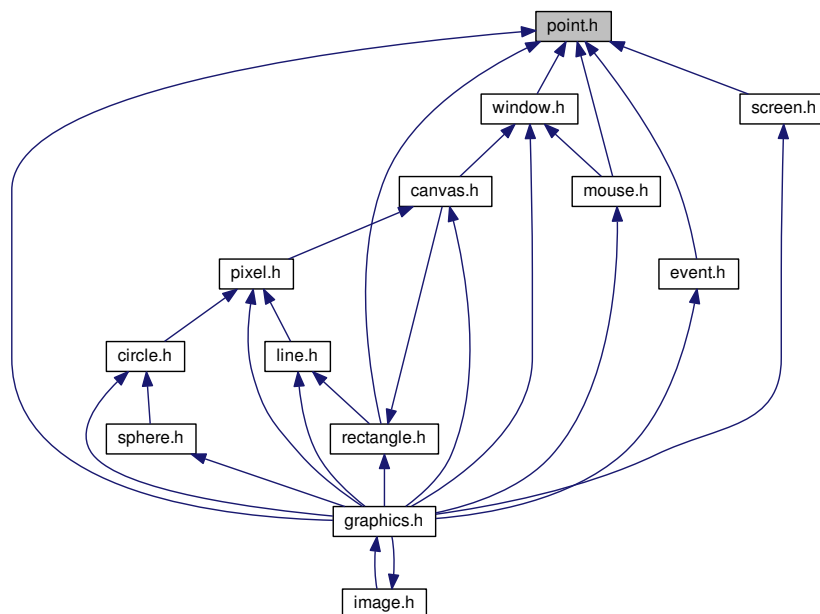 point.h
window.h
screen.h
canvas.h
mouse.h
pixel.h
event.h
circle.h
line.h
sphere.h
rectangle.h
graphics.h
image.h